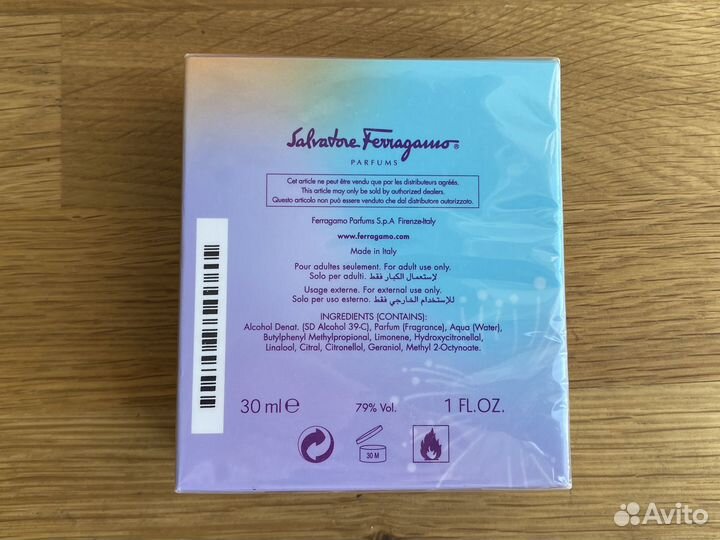 Salvatore Ferragamo®
PARFUMS
Cet article ne peut être vendu que par les distributeurs agréés.
This article may only be sold by authorized dealers.
Questo articolo non può essere venduto che dal distributore autorizzato.
Ferragamo Parfums S.p.A Firenze-Italy
www.ferragamo.com
Made in Italy
Pour adultes seulement. For adult use only.
Solo per adulti. لإستعمال الكبار فقط.
Usage externe. For external use only.
Solo per uso esterno. للإستخدام الخارجي فقط.
INGREDIENTS (CONTAINS):
Alcohol Denat. (SD Alcohol 39-C), Parfum (Fragrance), Aqua (Water),
Butylphenyl Methylpropional, Limonene, Hydroxycitronellal,
Linalool, Citral, Citronellol, Geraniol, Methyl 2-Octynoate.
30 ml e 79% Vol. 1 FL.OZ.
30 M
Avito